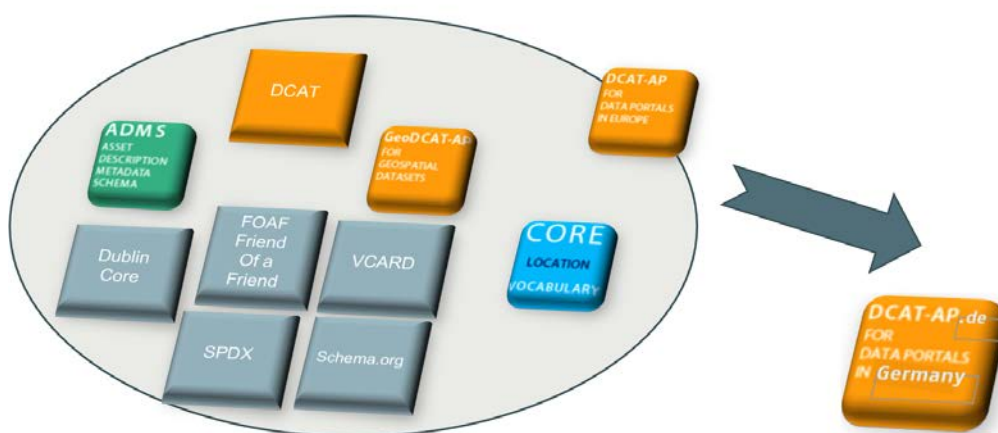 DCAT
DCAT-AP
FOR
DATA PORTALS
IN EUROPE
ADMS
ASSET
DESCRIPTION
METADATA
SCHEMA
GeoDCAT-AP
FOR
GEOSPATIAL
DATASETS
Dublin
Core
FOAF
Friend
Of a
Friend
VCARD
CORE
LOCATION
VOCABULARY
SPDX
Schema.org
DCAT-AP.de
FOR
DATA PORTALS
IN Germany